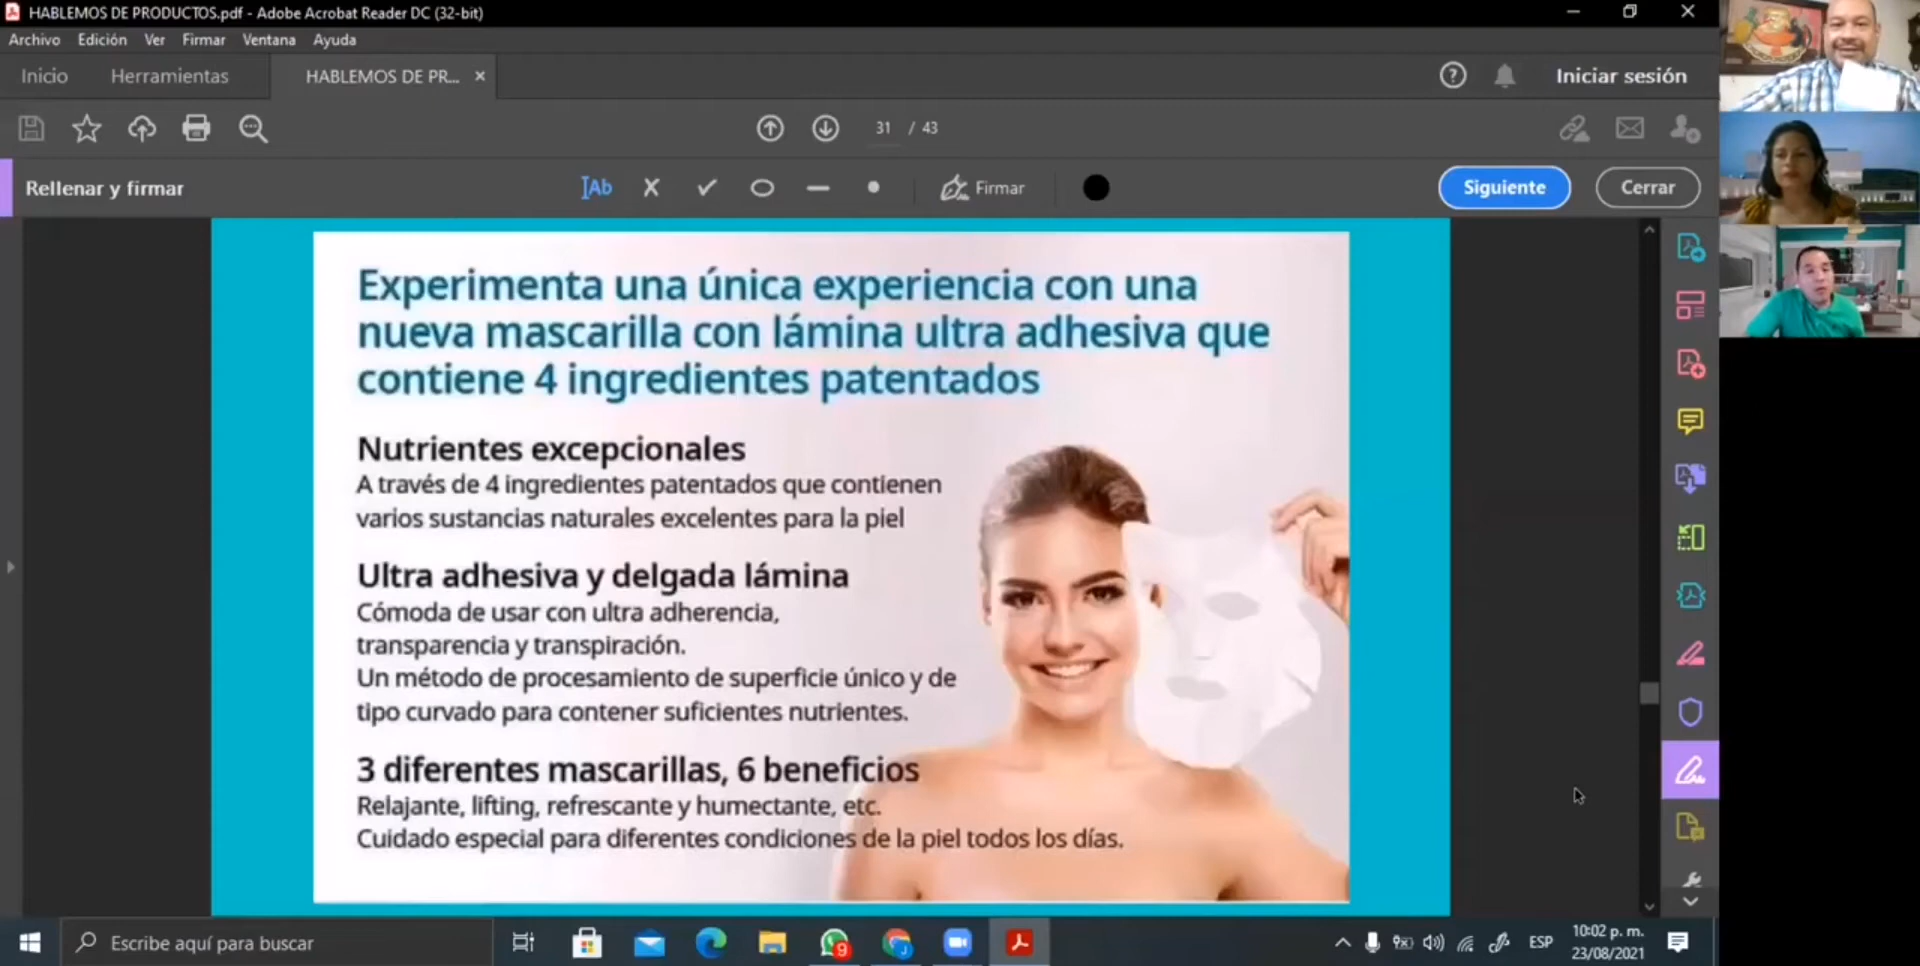 HABLEMOS DE PRODUCTOS.pdf - Adobe Acrobat Reader DC (32-bit)
Archivo Edición Ver Firmar Ventana Ayuda
Inicio Herramientas HABLEMOS DE PR... ×
Iniciar sesión
31 / 43
Rellenar y firmar
Ab
Firmar
Siguiente
Cerrar
Experimenta una única experiencia con una
nueva mascarilla con lámina ultra adhesiva que
contiene 4 ingredientes patentados
Nutrientes excepcionales
A través de 4 ingredientes patentados que contienen
varios sustancias naturales excelentes para la piel
Ultra adhesiva y delgada lámina
Cómoda de usar con ultra adherencia,
transparencia y transpiración.
Un método de procesamiento de superficie único y de
tipo curvado para contener suficientes nutrientes.
3 diferentes mascarillas, 6 beneficios
Relajante, lifting, refrescante y humectante, etc.
Cuidado especial para diferentes condiciones de la piel todos los días.
Escribe aquí para buscar
9
ESP
10:02 p. m.
23/08/2021